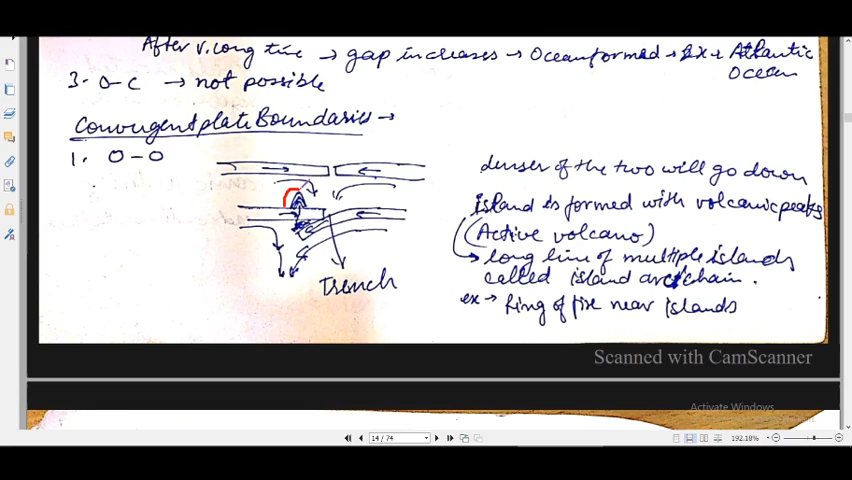 After v. long time → gap increases → Ocean formed → Ex → Atlantic
Ocean
3. O-C → not possible
Convergent plate Boundaries →
1. O-O
denser of the two will go down
island is formed with volcanic peaks
(Active volcano)
→ long line of multiple islands
called island arc/chain.
ex → Ring of fire near islands
Trench
Scanned with CamScanner
Activate Windows
14 / 74
192.18%